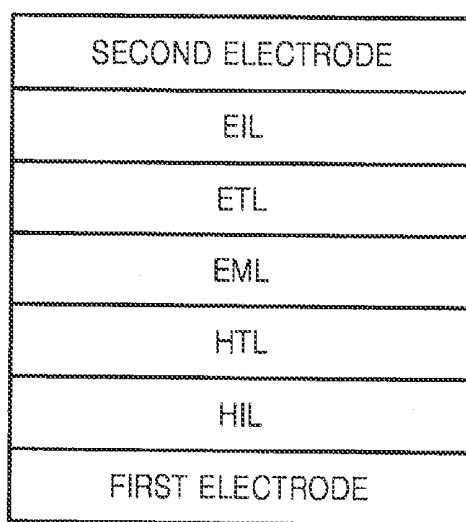 SECOND ELECTRODE
EIL
ETL
EML
HTL
HIL
FIRST ELECTRODE